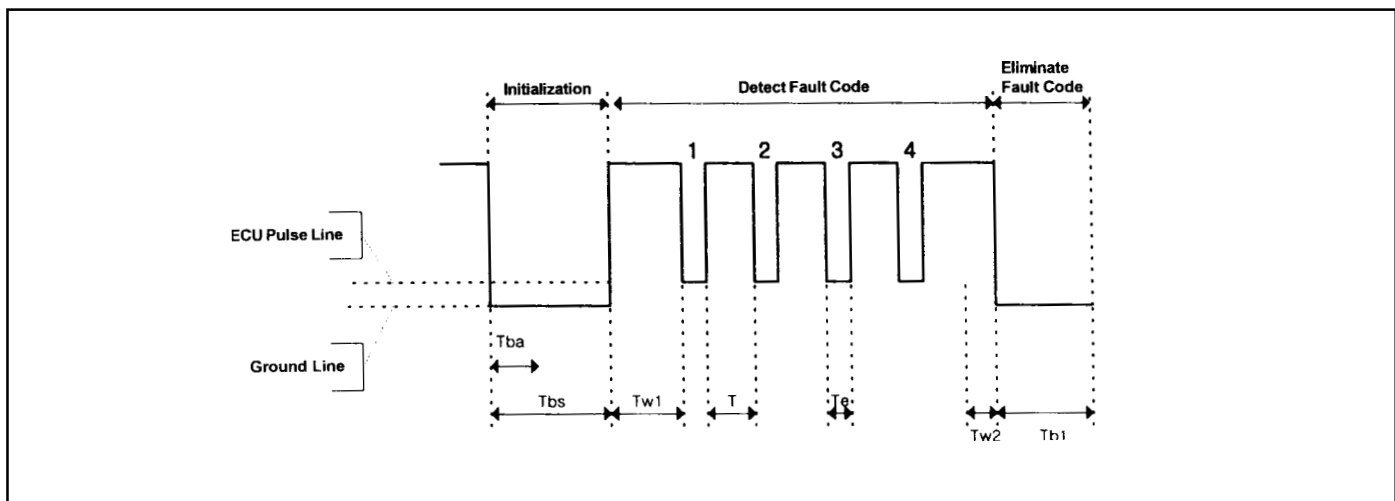 Eliminate
Fault Code
Initialization
Detect Fault Code
1 2 3 4
ECU Pulse Line
Ground Line
Tba
Tbs Tw1 T Te
Tw2 Tb1